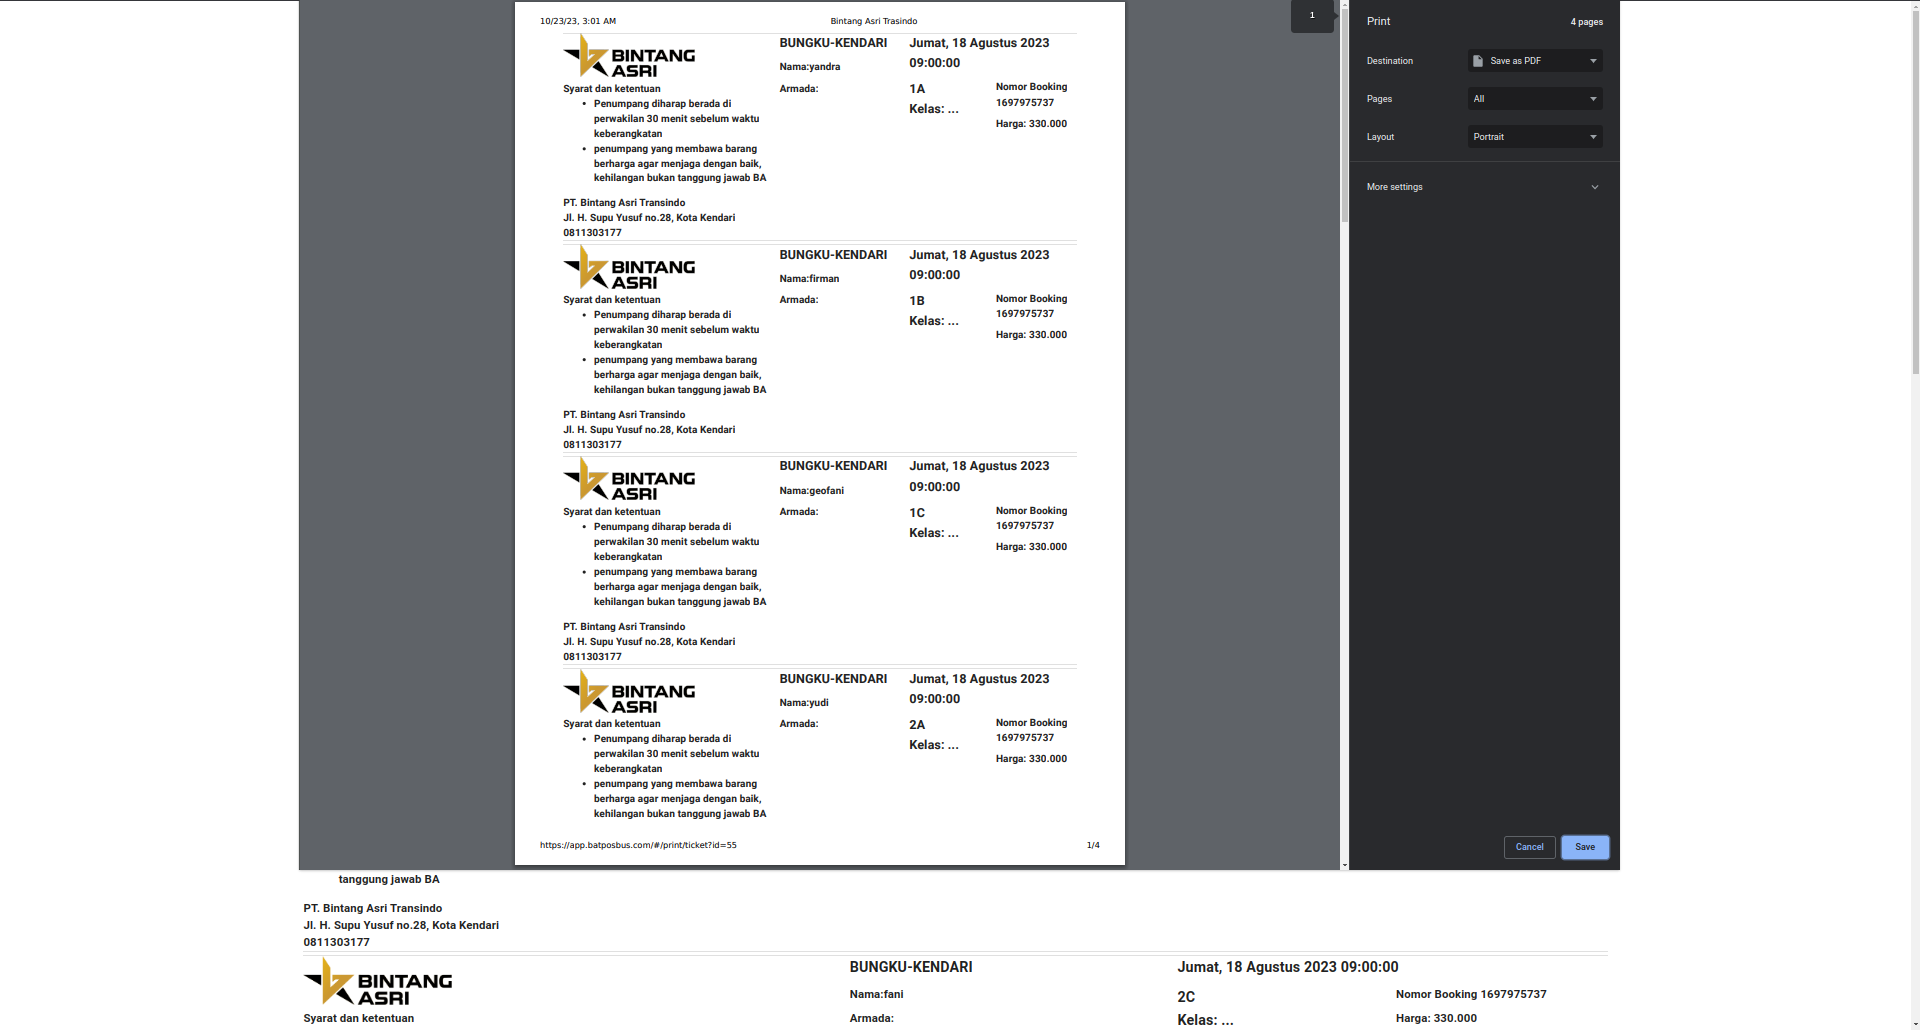 10/23/23, 3:01 AM
Bintang Asri Trasindo
BINTANG
ASRI
BUNGKU-KENDARI
Jumat, 18 Agustus 2023
09:00:00
Nama:yandra
Syarat dan ketentuan
Armada:
1A
Nomor Booking
1697975737
Kelas: ...
Harga: 330.000
• Penumpang diharap berada di
perwakilan 30 menit sebelum waktu
keberangkatan
• penumpang yang membawa barang
berharga agar menjaga dengan baik,
kehilangan bukan tanggung jawab BA
PT. Bintang Asri Transindo
Jl. H. Supu Yusuf no.28, Kota Kendari
0811303177
BINTANG
ASRI
BUNGKU-KENDARI
Jumat, 18 Agustus 2023
09:00:00
Nama:firman
Syarat dan ketentuan
Armada:
1B
Nomor Booking
1697975737
Kelas: ...
Harga: 330.000
• Penumpang diharap berada di
perwakilan 30 menit sebelum waktu
keberangkatan
• penumpang yang membawa barang
berharga agar menjaga dengan baik,
kehilangan bukan tanggung jawab BA
PT. Bintang Asri Transindo
Jl. H. Supu Yusuf no.28, Kota Kendari
0811303177
BINTANG
ASRI
BUNGKU-KENDARI
Jumat, 18 Agustus 2023
09:00:00
Nama:geofani
Syarat dan ketentuan
Armada:
1C
Nomor Booking
1697975737
Kelas: ...
Harga: 330.000
• Penumpang diharap berada di
perwakilan 30 menit sebelum waktu
keberangkatan
• penumpang yang membawa barang
berharga agar menjaga dengan baik,
kehilangan bukan tanggung jawab BA
PT. Bintang Asri Transindo
Jl. H. Supu Yusuf no.28, Kota Kendari
0811303177
BINTANG
ASRI
BUNGKU-KENDARI
Jumat, 18 Agustus 2023
09:00:00
Nama:yudi
Syarat dan ketentuan
Armada:
2A
Nomor Booking
1697975737
Kelas: ...
Harga: 330.000
• Penumpang diharap berada di
perwakilan 30 menit sebelum waktu
keberangkatan
• penumpang yang membawa barang
berharga agar menjaga dengan baik,
kehilangan bukan tanggung jawab BA
https://app.batposbus.com/#/print/ticket?id=55
1/4
1
Print
4 pages
Destination
Save as PDF
Pages
All
Layout
Portrait
More settings
Cancel
Save
tanggung jawab BA
PT. Bintang Asri Transindo
Jl. H. Supu Yusuf no.28, Kota Kendari
0811303177
BINTANG
ASRI
BUNGKU-KENDARI
Jumat, 18 Agustus 2023 09:00:00
Nama:fani
2C
Nomor Booking 1697975737
Syarat dan ketentuan
Armada:
Kelas: ...
Harga: 330.000